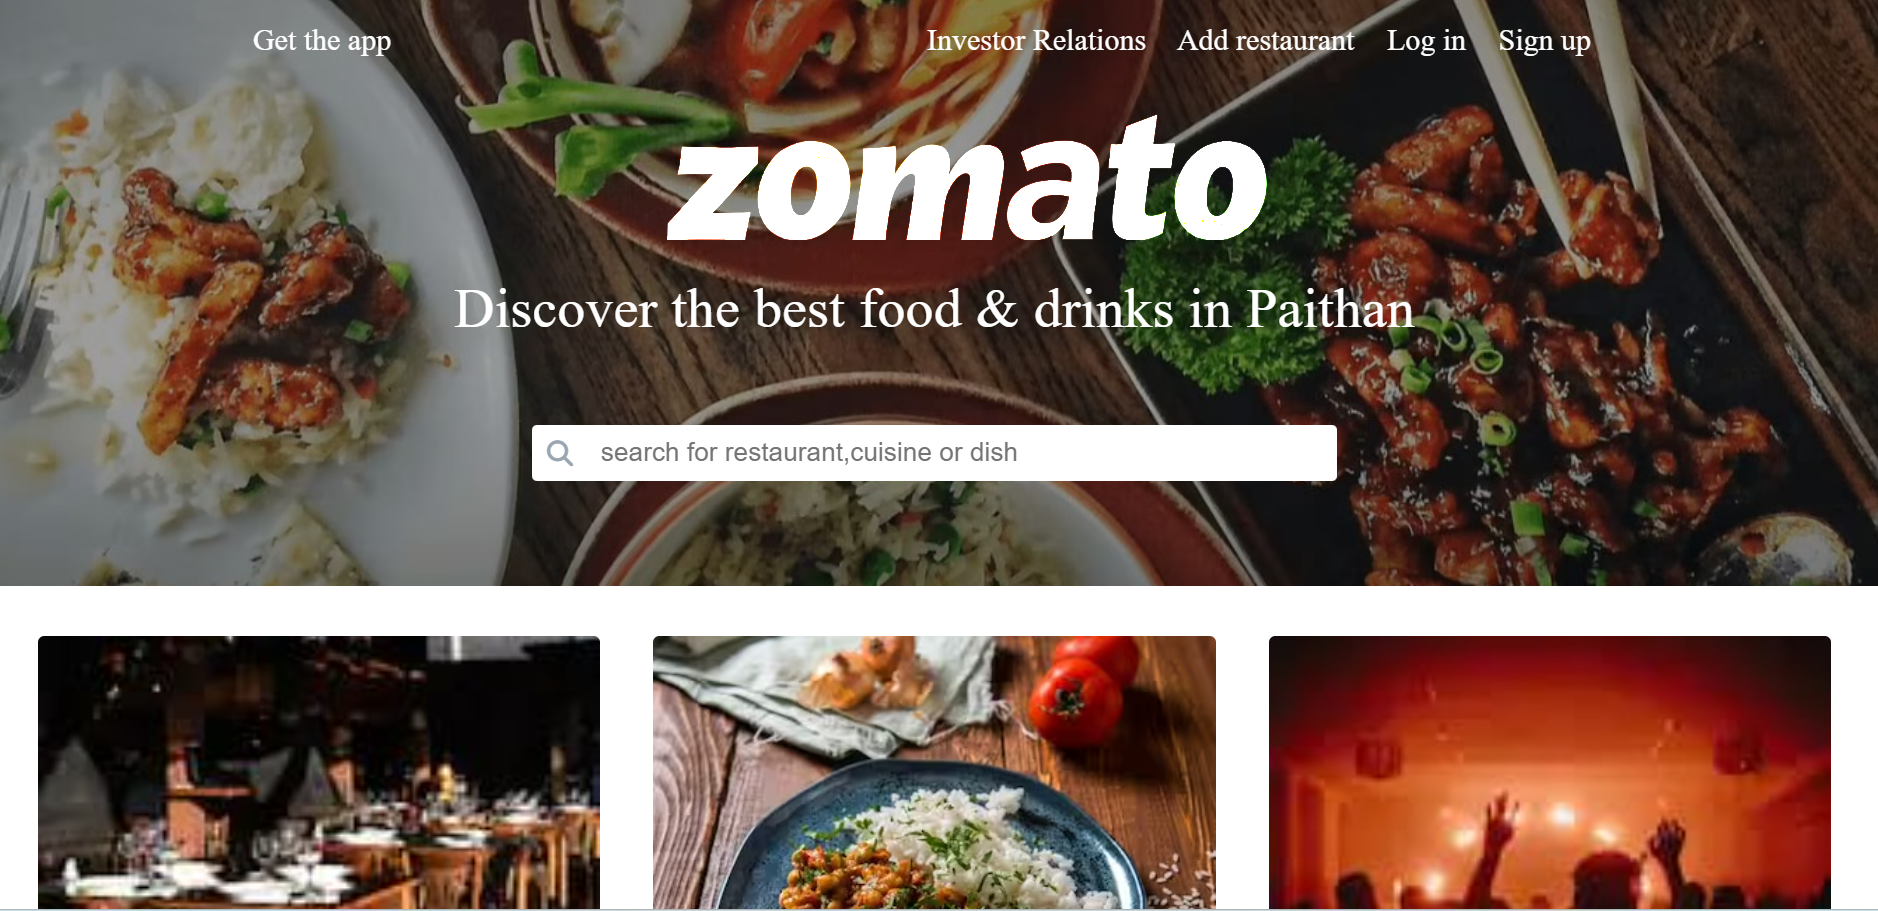 Get the app
Investor Relations Add restaurant Log in Sign up
zomato
Discover the best food & drinks in Paithan
search for restaurant,cuisine or dish